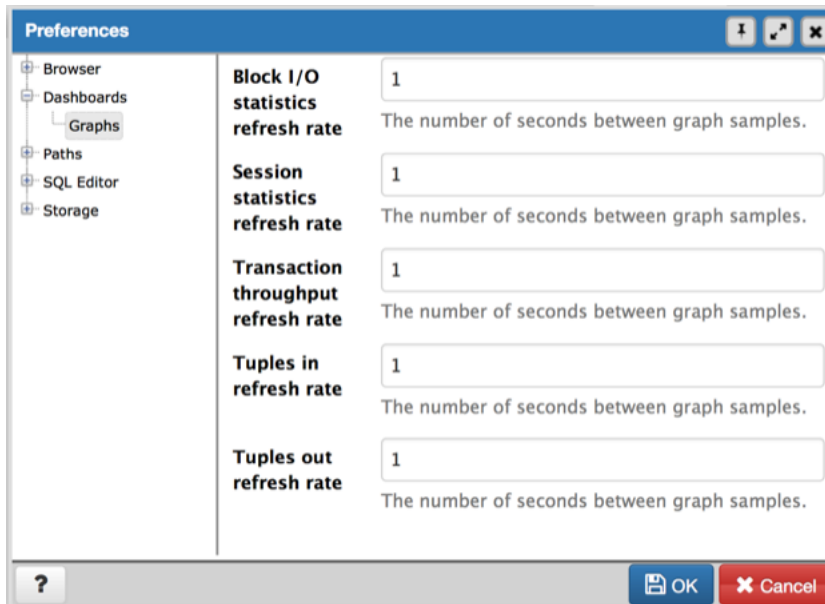 Preferences
Browser
Dashboards
Graphs
Paths
SQL Editor
Storage
Block I/O
statistics
refresh rate
1
The number of seconds between graph samples.
Session
statistics
refresh rate
1
The number of seconds between graph samples.
Transaction
throughput
refresh rate
1
The number of seconds between graph samples.
Tuples in
refresh rate
1
The number of seconds between graph samples.
Tuples out
refresh rate
1
The number of seconds between graph samples.
?
OK
Cancel